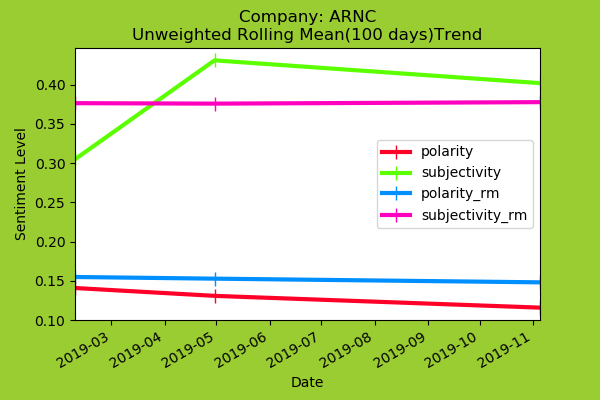 Company: ARNC
Unweighted Rolling Mean(100 days)Trend
Sentiment Level
0.40
0.35
0.30
0.25
0.20
0.15
0.10
polarity
subjectivity
polarity_rm
subjectivity_rm
2019-03
2019-04
2019-05
2019-06
2019-07
2019-08
2019-09
2019-10
2019-11
Date